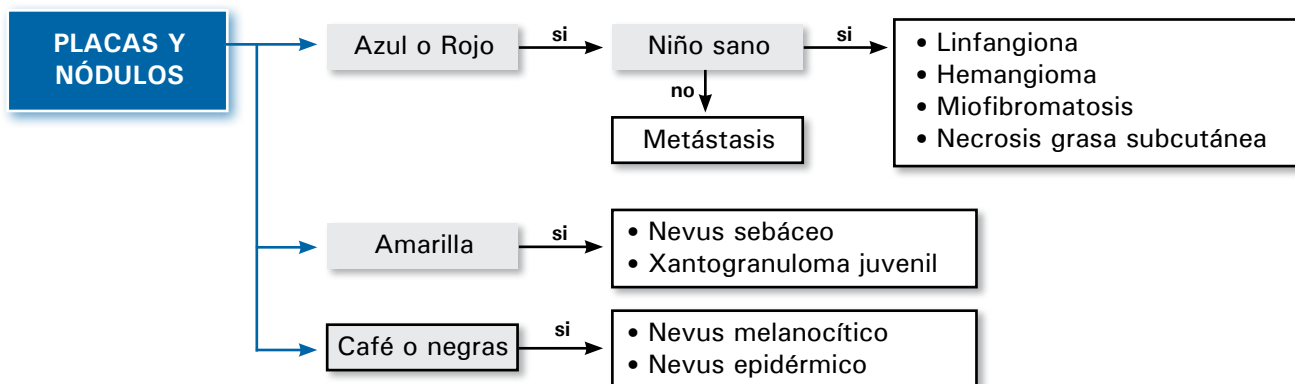 PLACAS Y
NÓDULOS
Azul o Rojo
si
Niño sano
si
• Linfangiona
• Hemangioma
• Miofibromatosis
• Necrosis grasa subcutánea
no
Metástasis
Amarilla
si
• Nevus sebáceo
• Xantogranuloma juvenil
Café o negras
si
• Nevus melanocítico
• Nevus epidérmico